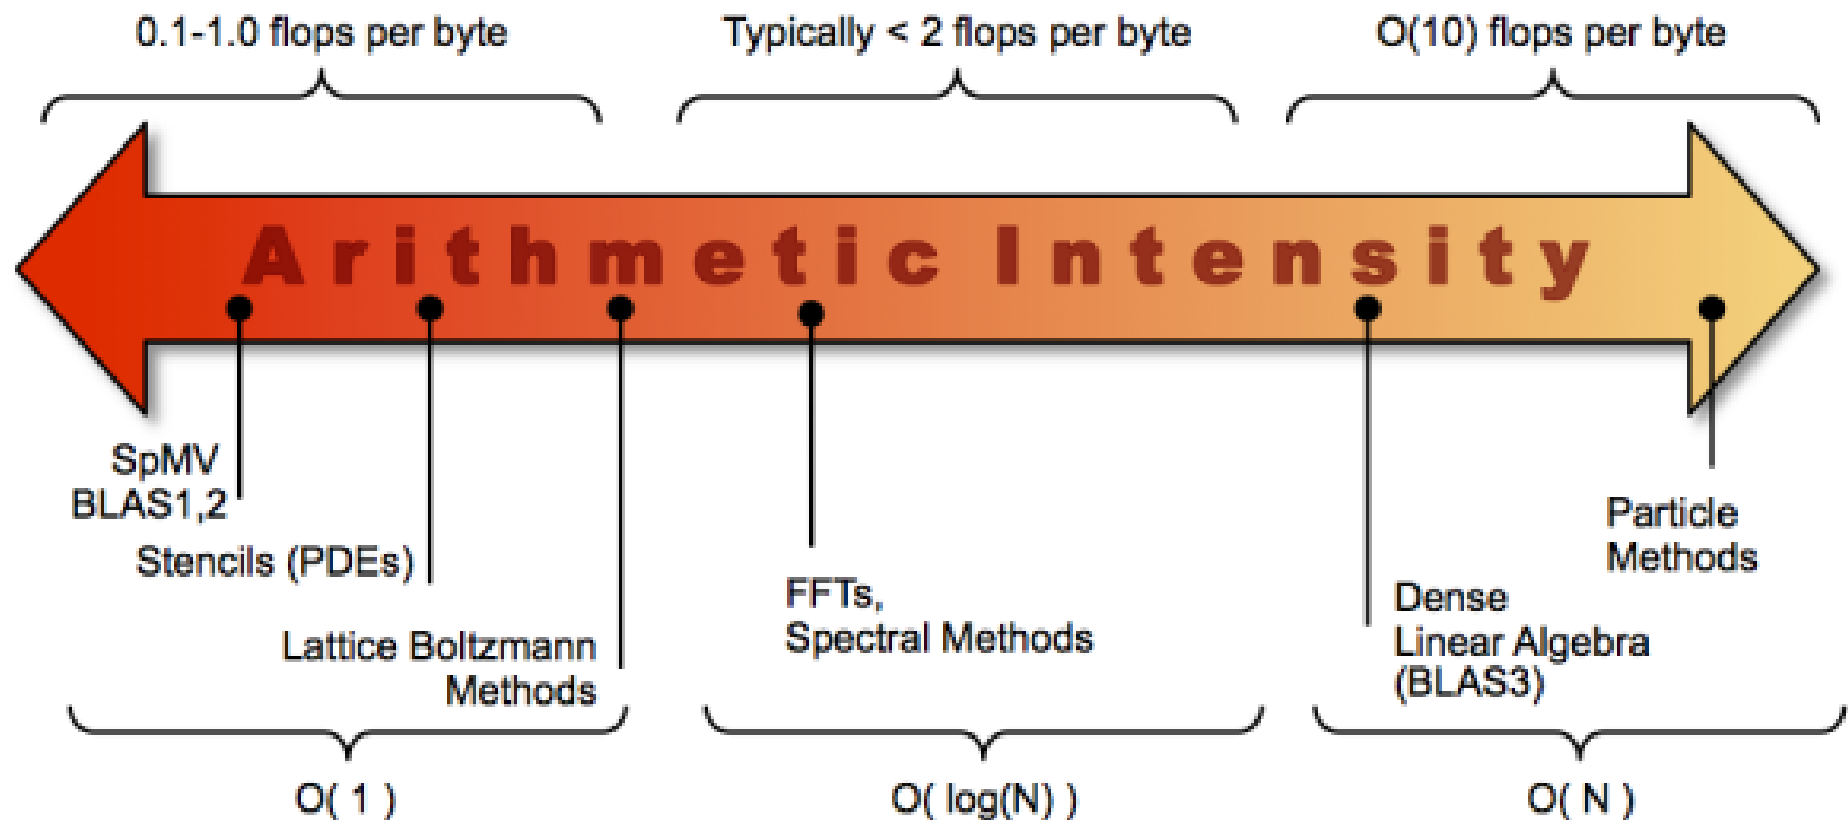 0.1-1.0 flops per byte
Typically < 2 flops per byte
O(10) flops per byte
Arithmetic Intensity
SpMV
BLAS1,2
Stencils (PDEs)
Lattice Boltzmann
Methods
FFTs,
Spectral Methods
Dense
Linear Algebra
(BLAS3)
Particle
Methods
O( 1 )
O( log(N) )
O( N )